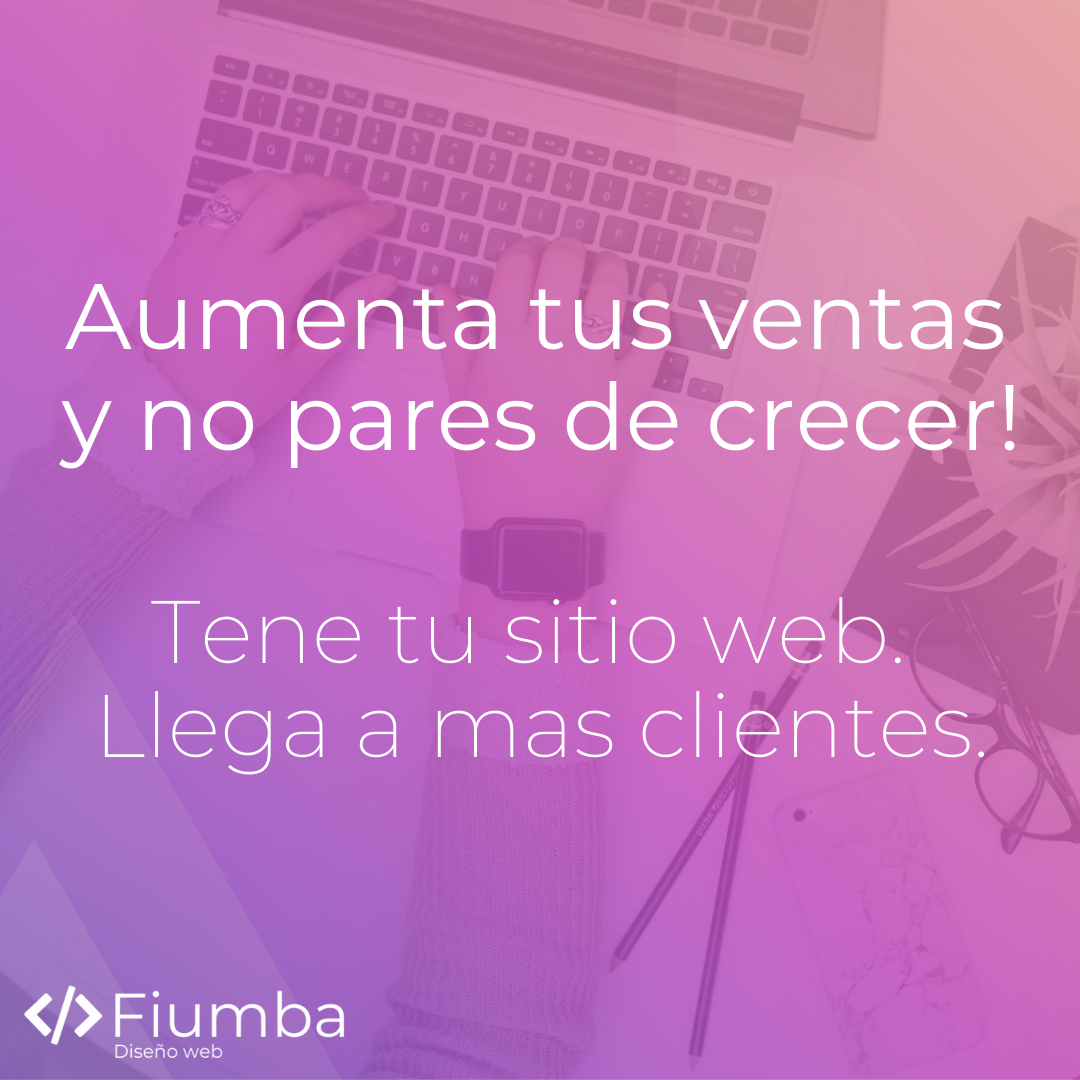 Aumenta tus ventas
y no pares de crecer!
Tene tu sitio web.
Llega a mas clientes.
</> Fiumba
Diseño web